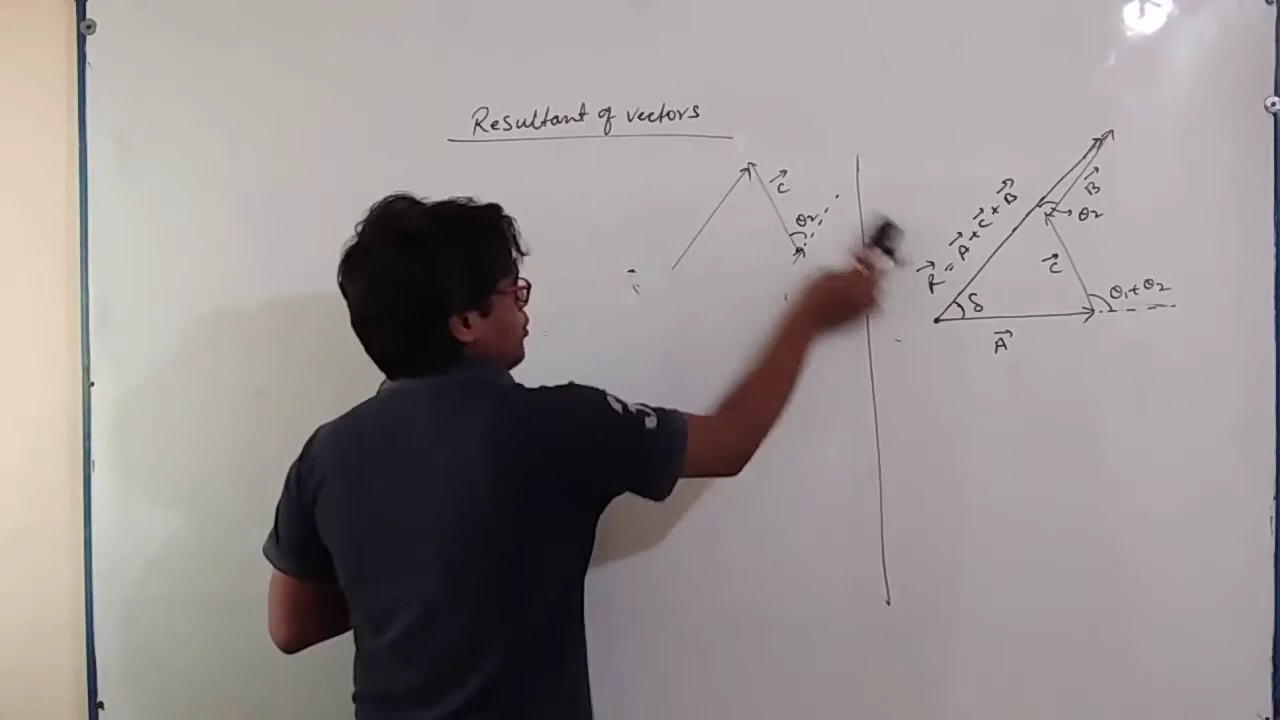 Resultant of vectors
C⃗
θ2
R⃗ = A⃗ + C⃗ + B⃗
B⃗
θ2
C⃗
δ
θ1+θ2
A⃗